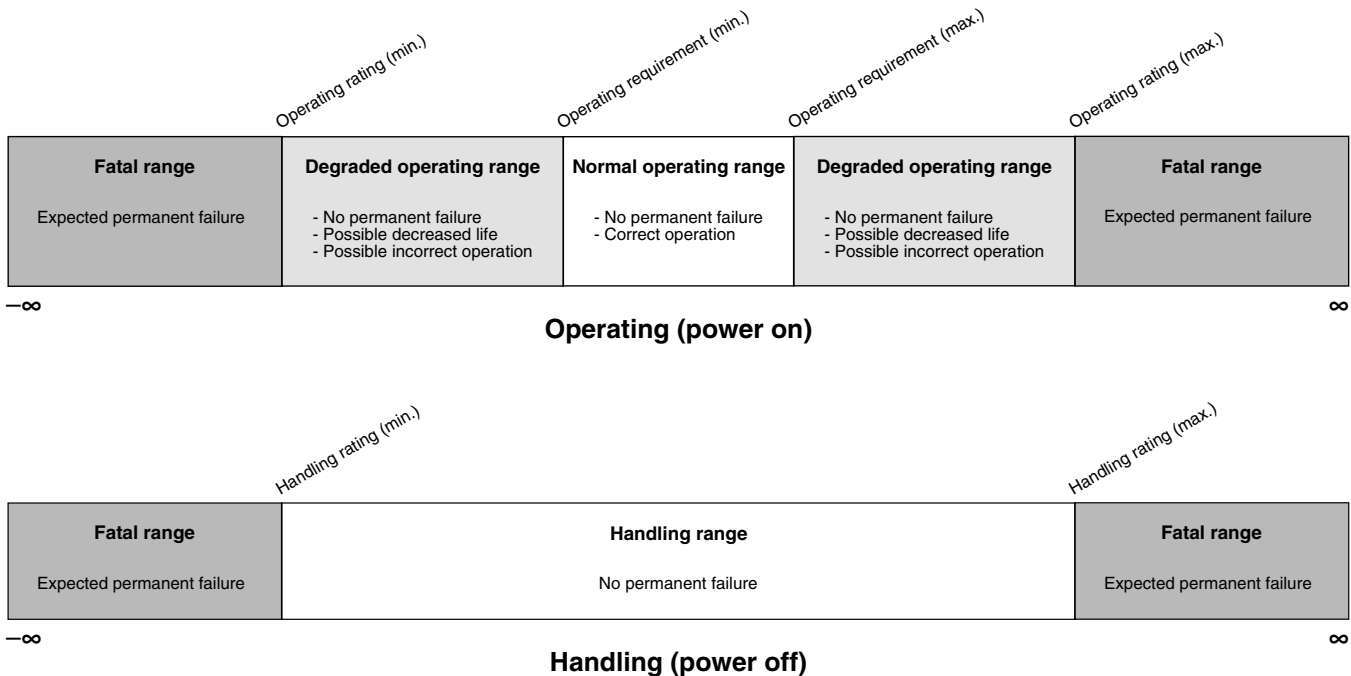 Operating rating (min.)
Operating requirement (min.)
Operating requirement (max.)
Operating rating (max.)
Fatal range
Degraded operating range
Normal operating range
Degraded operating range
Fatal range
Expected permanent failure
- No permanent failure
- Possible decreased life
- Possible incorrect operation
- No permanent failure
- Correct operation
- No permanent failure
- Possible decreased life
- Possible incorrect operation
Expected permanent failure
–∞
∞
Operating (power on)
Handling rating (min.)
Handling rating (max.)
Fatal range
Handling range
Fatal range
Expected permanent failure
No permanent failure
Expected permanent failure
–∞
∞
Handling (power off)